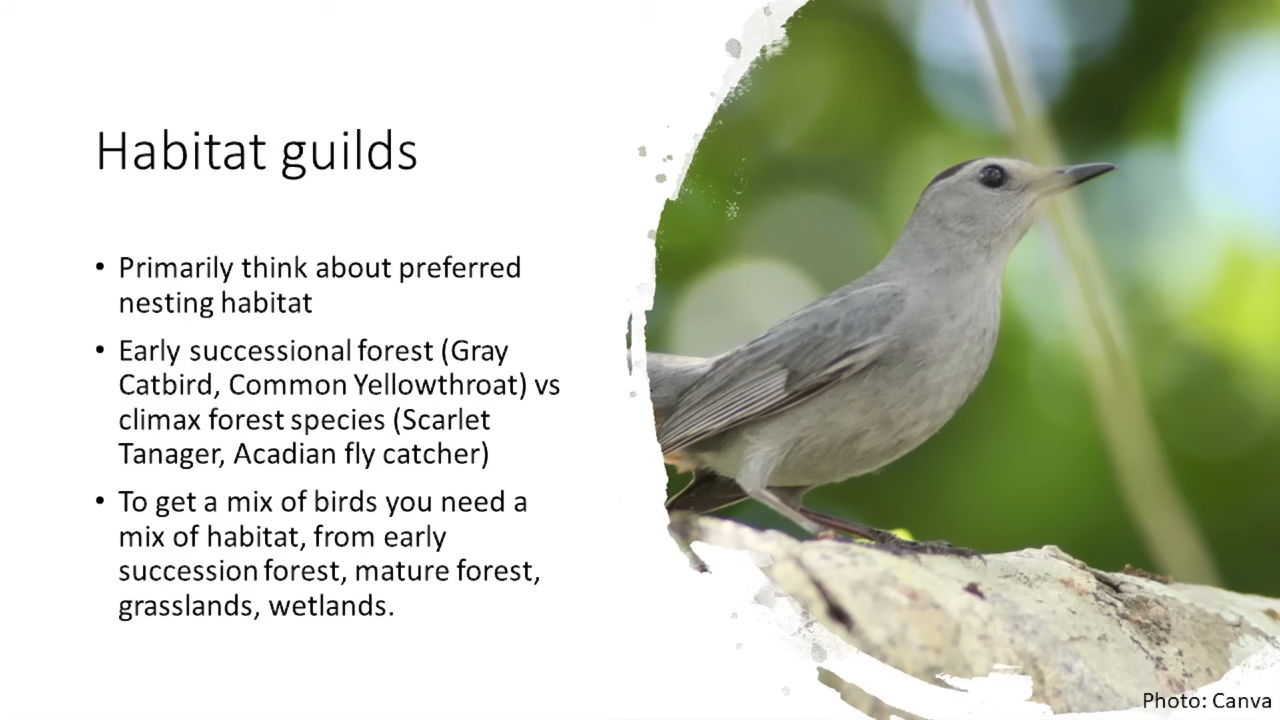 Habitat guilds
• Primarily think about preferred
nesting habitat
• Early successional forest (Gray
Catbird, Common Yellowthroat) vs
climax forest species (Scarlet
Tanager, Acadian fly catcher)
• To get a mix of birds you need a
mix of habitat, from early
succession forest, mature forest,
grasslands, wetlands.
Photo: Canva